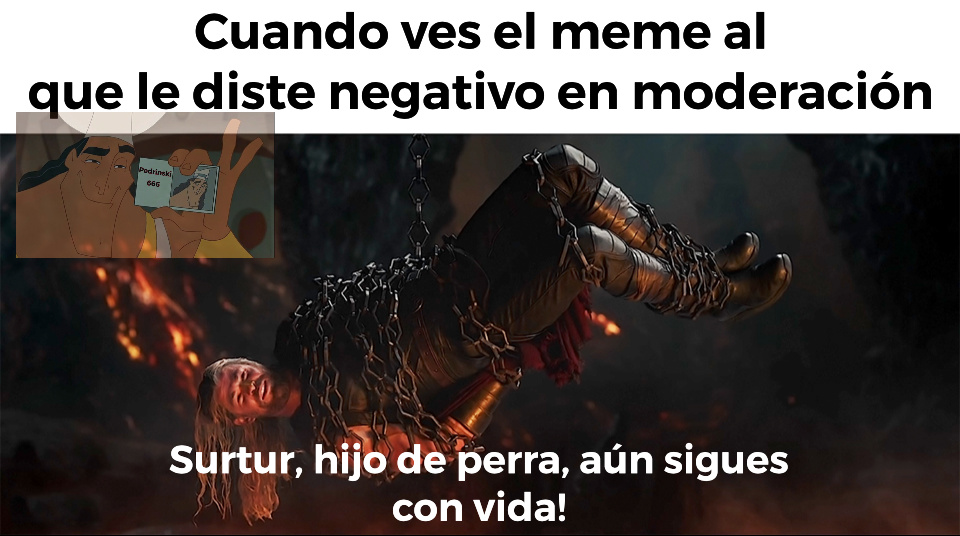 Cuando ves el meme al
que le diste negativo en moderación
Podrinski
666
Surtur, hijo de perra, aún sigues
con vida!